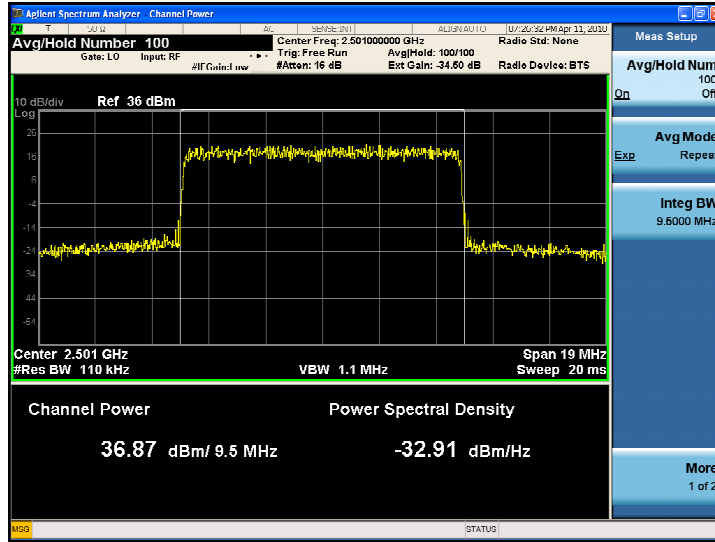 Agilent Spectrum Analyzer - Channel Power
T 50 Ω AC SENSE:INT ALIGNAUTO 07:26:32 PM Apr 11, 2010
Avg/Hold Number 100
Center Freq: 2.501000000 GHz Radio Std: None
Gate: LO Input: RF Trig: Free Run Avg|Hold: 100/100
#IFGain:Low #Atten: 16 dB Ext Gain: -34.50 dB Radio Device: BTS
10 dB/div Ref 36 dBm
Log
26
16
6
-4
-14
-24
-34
-44
-54
Center 2.501 GHz Span 19 MHz
#Res BW 110 kHz VBW 1.1 MHz Sweep 20 ms
Channel Power Power Spectral Density
36.87 dBm/ 9.5 MHz -32.91 dBm/Hz
MSG STATUS
Meas Setup
Avg/Hold Num
100
On Off
Avg Mode
Exp Repeat
Integ BW
9.5000 MHz
More
1 of 2